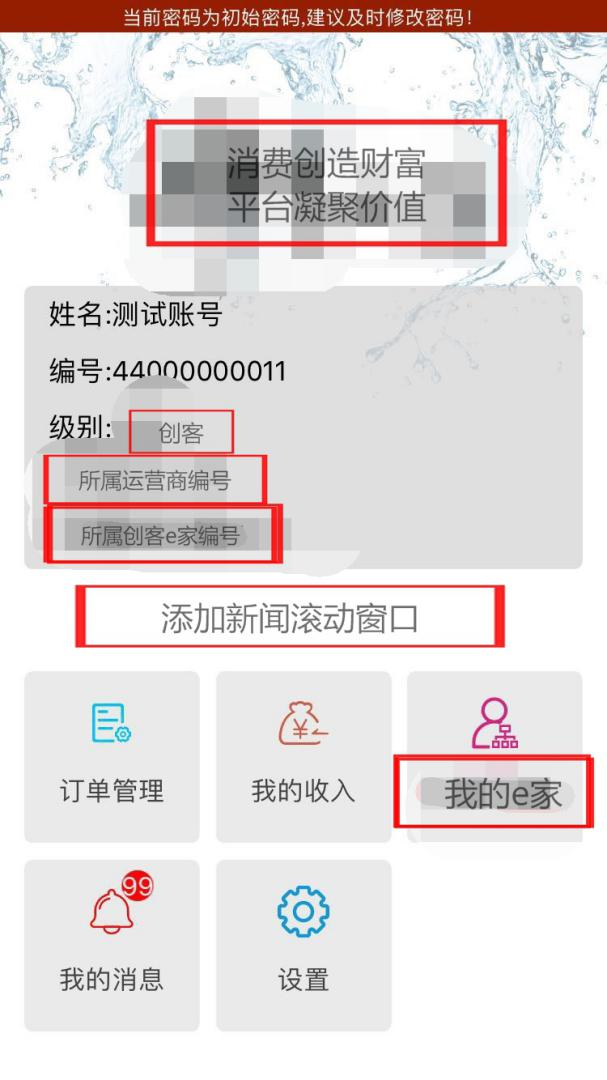 当前密码为初始密码,建议及时修改密码!
消费创造财富
平台凝聚价值
姓名:测试账号
编号:44000000011
级别:
创客
所属运营商编号
所属创客e家编号
添加新闻滚动窗口
订单管理
我的收入
我的e家
99
我的消息
设置